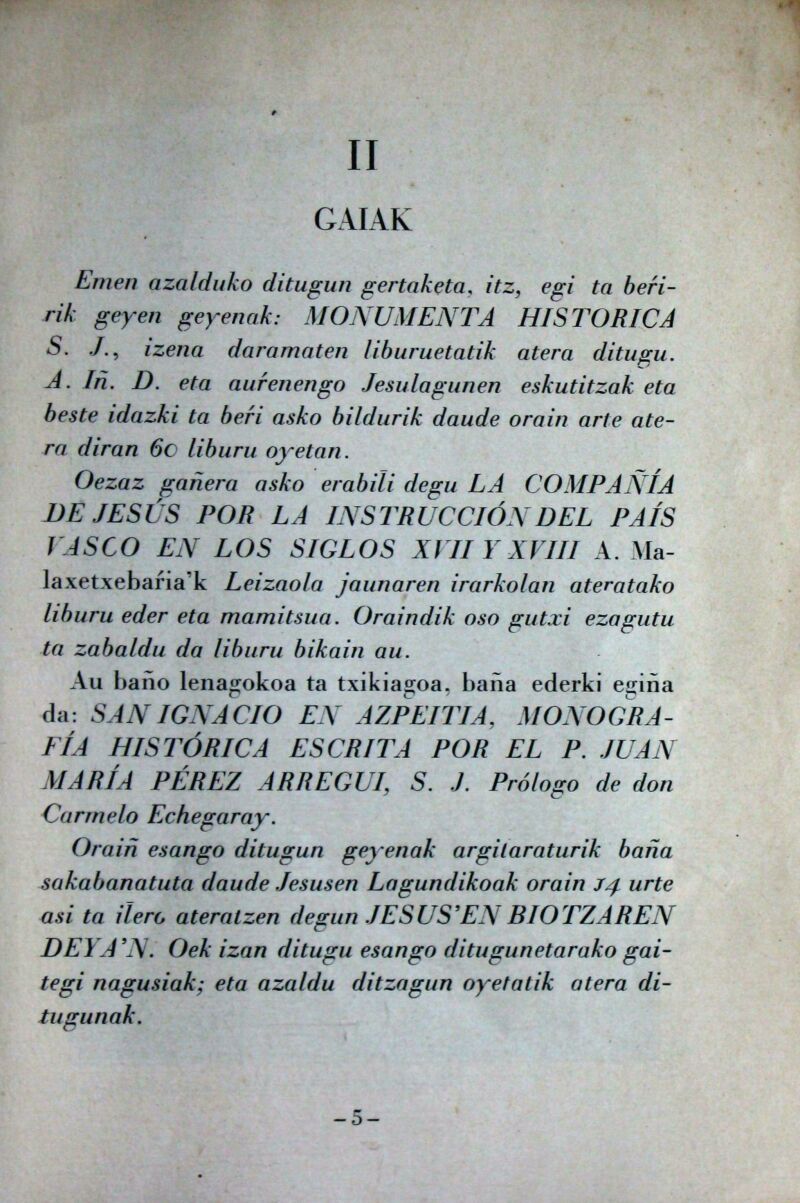 II
GAIAK
Emen azalduko ditugun gertaketa, itz, egi ta beŕi-
rik geyen geyenak: MONUMENTA HISTORICA
S. J., izena daramaten liburuetatik atera ditugu.
A. Iñ. D. eta auŕenengo Jesulagunen eskutitzak eta
beste idazki ta beŕi asko bildurik daude orain arte ate-
ra diran 60 liburu oyetan.
Oezaz gañera asko erabili degu LA COMPAÑÍA
DE JESÚS POR LA INSTRUCCIÓN DEL PAÍS
VASCO EN LOS SIGLOS XVII Y XVIII A. Ma-
laxetxebaŕia'k Leizaola jaunaren irarkolan ateratako
liburu eder eta mamitsua. Oraindik oso gutxi ezagutu
ta zabaldu da liburu bikain au.
Au baño lenagokoa ta txikiagoa, baña ederki egiña
da: SAN IGNACIO EN AZPEITIA, MONOGRA-
FÍA HISTÓRICA ESCRITA POR EL P. JUAN
MARÍA PÉREZ ARREGUI, S. J. Prólogo de don
Carmelo Echegaray.
Oraiñ esango ditugun geyenak argitaraturik baña
sakabanatuta daude Jesusen Lagundikoak orain 14 urte
asi ta ilero ateratzen degun JESUS'EN BIOTZAREN
DEYA'N. Oek izan ditugu esango ditugunetarako gai-
tegi nagusiak; eta azaldu ditzagun oyetatik atera di-
tugunak.
-5-